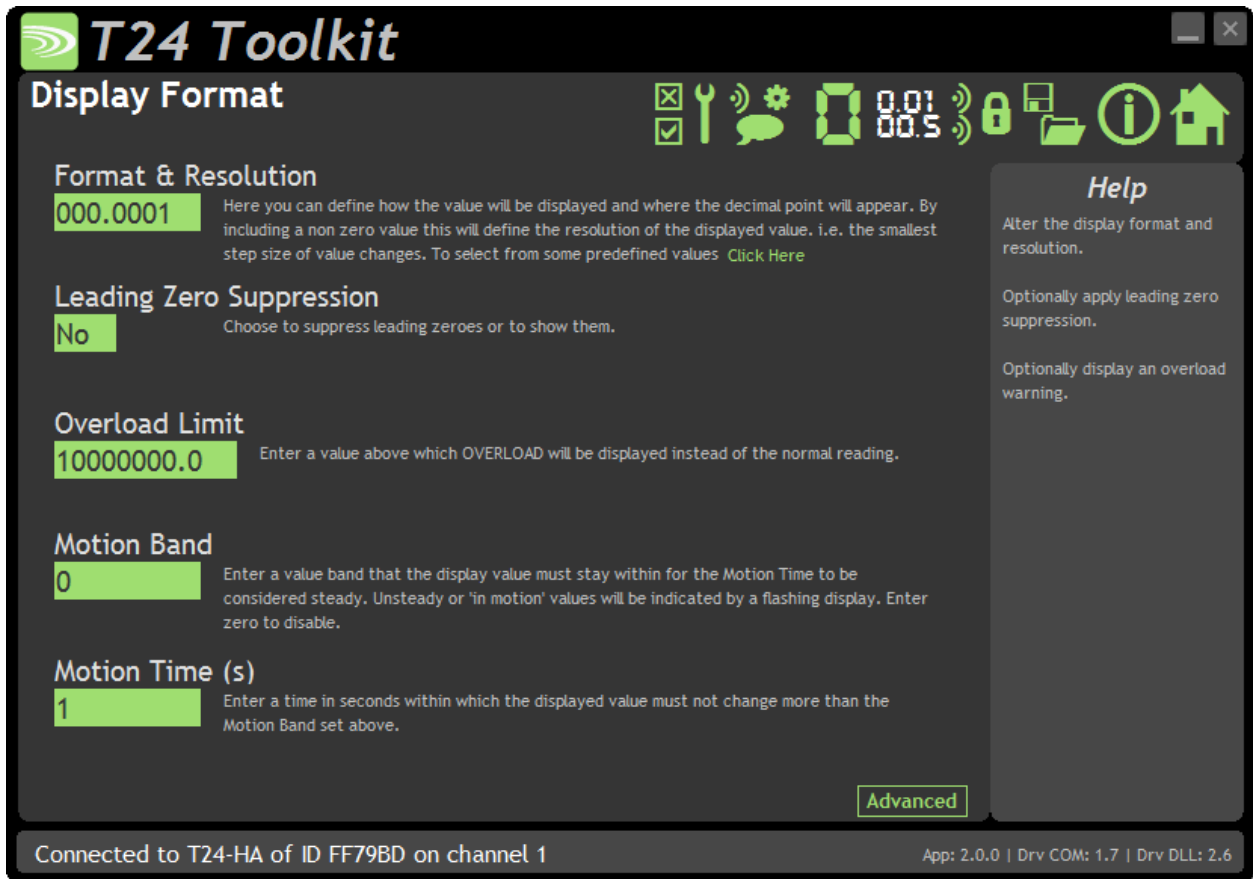 T24 Toolkit
Display Format
0.01
00.5
Format & Resolution
000.0001
Here you can define how the value will be displayed and where the decimal point will appear. By
including a non zero value this will define the resolution of the displayed value. i.e. the smallest
step size of value changes. To select from some predefined values Click Here
Leading Zero Suppression
No
Choose to suppress leading zeroes or to show them.
Overload Limit
10000000.0
Enter a value above which OVERLOAD will be displayed instead of the normal reading.
Motion Band
0
Enter a value band that the display value must stay within for the Motion Time to be
considered steady. Unsteady or 'in motion' values will be indicated by a flashing display. Enter
zero to disable.
Motion Time (s)
1
Enter a time in seconds within which the displayed value must not change more than the
Motion Band set above.
Advanced
Help
Alter the display format and
resolution.
Optionally apply leading zero
suppression.
Optionally display an overload
warning.
Connected to T24-HA of ID FF79BD on channel 1
App: 2.0.0 | Drv COM: 1.7 | Drv DLL: 2.6